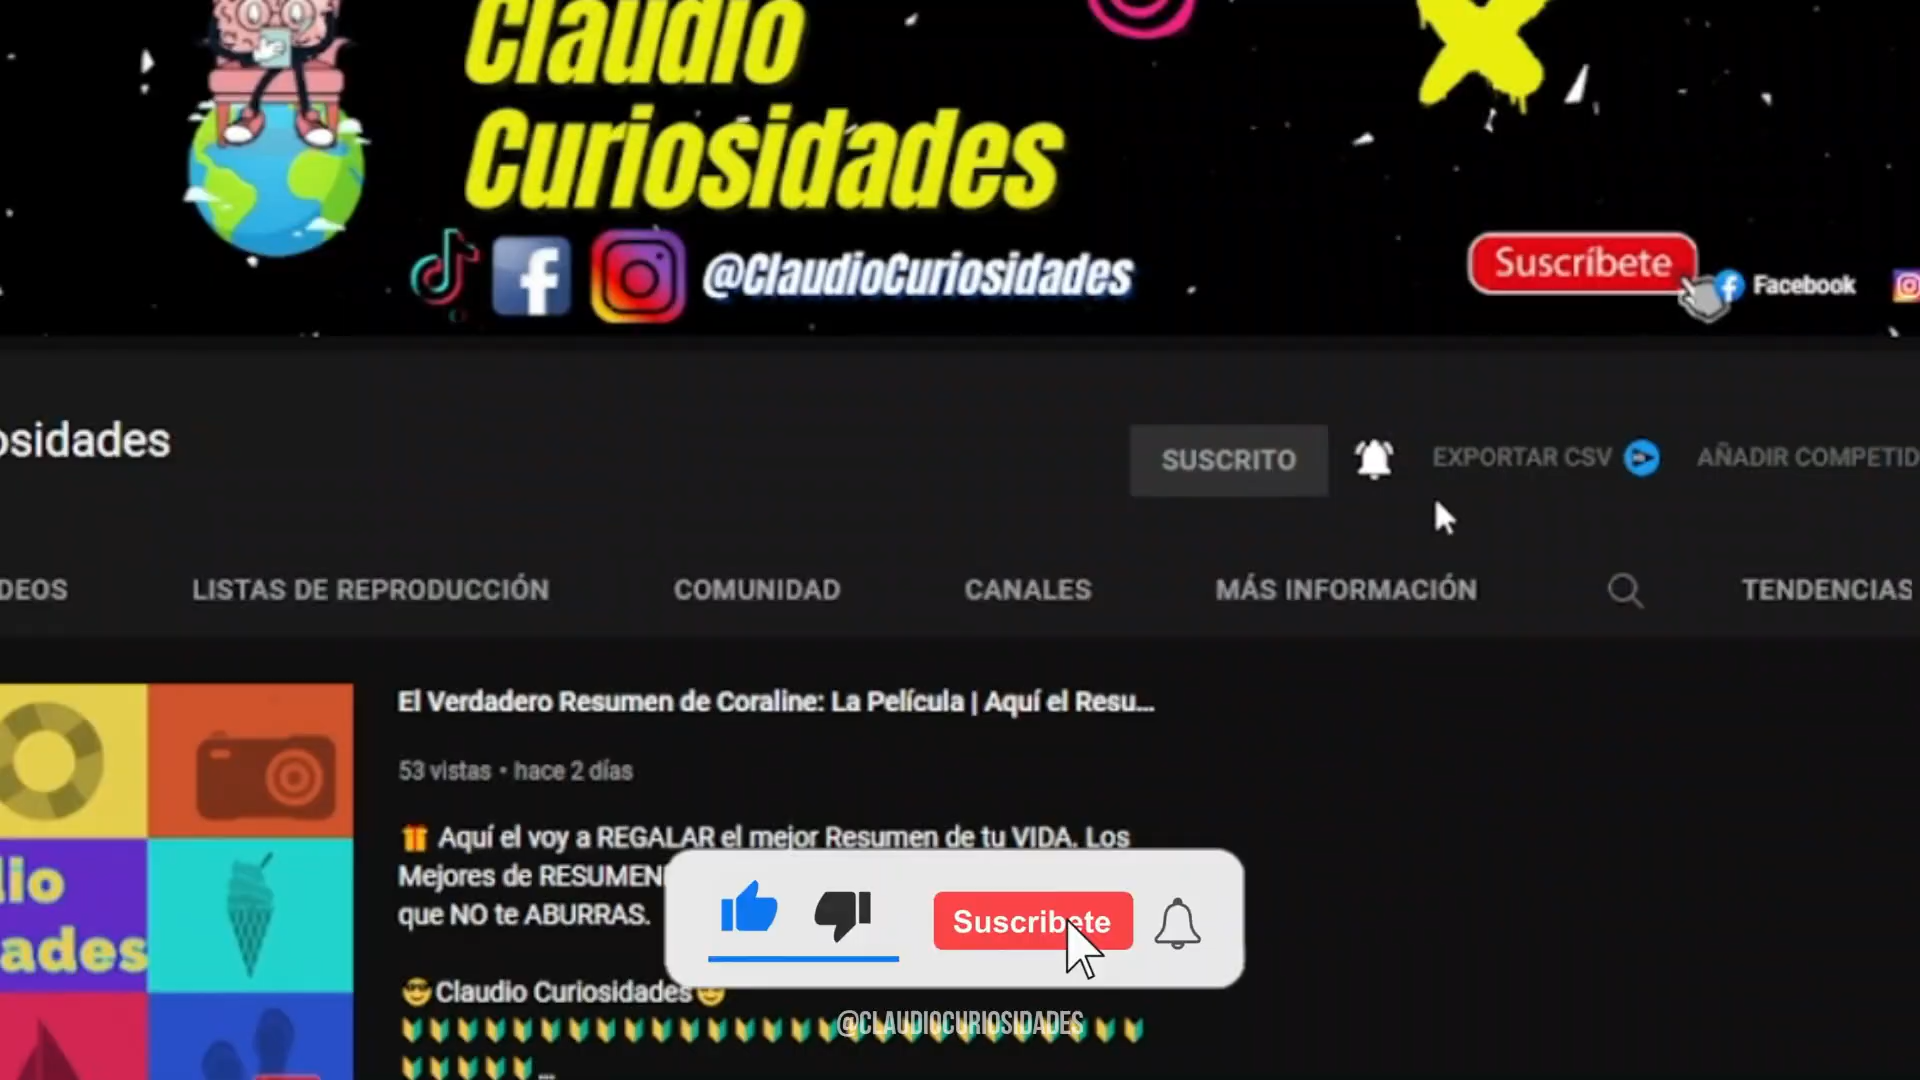 Claudio
Curiosidades
@ClaudioCuriosidades
Suscríbete
Facebook
osidades
SUSCRITO
EXPORTAR CSV
AÑADIR COMPETID
DEOS
LISTAS DE REPRODUCCIÓN
COMUNIDAD
CANALES
MÁS INFORMACIÓN
TENDENCIAS
El Verdadero Resumen de Coraline: La Película | Aquí el Resu...
53 vistas • hace 2 días
Aquí el voy a REGALAR el mejor Resumen de tu VIDA. Los
Mejores de RESUMEN
que NO te ABURRAS.
Suscribete
lio
ades
Claudio Curiosidades
@CLAUDIOCURIOSIDADES
...